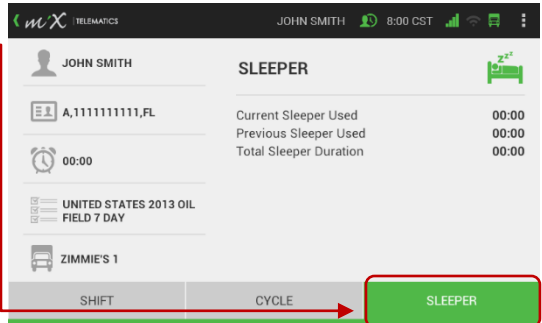 miX TELEMATICS
JOHN SMITH 8:00 CST
JOHN SMITH
A,1111111111,FL
00:00
UNITED STATES 2013 OIL
FIELD 7 DAY
ZIMMIE'S 1
SLEEPER
zzz
Current Sleeper Used 00:00
Previous Sleeper Used 00:00
Total Sleeper Duration 00:00
SHIFT
CYCLE
SLEEPER